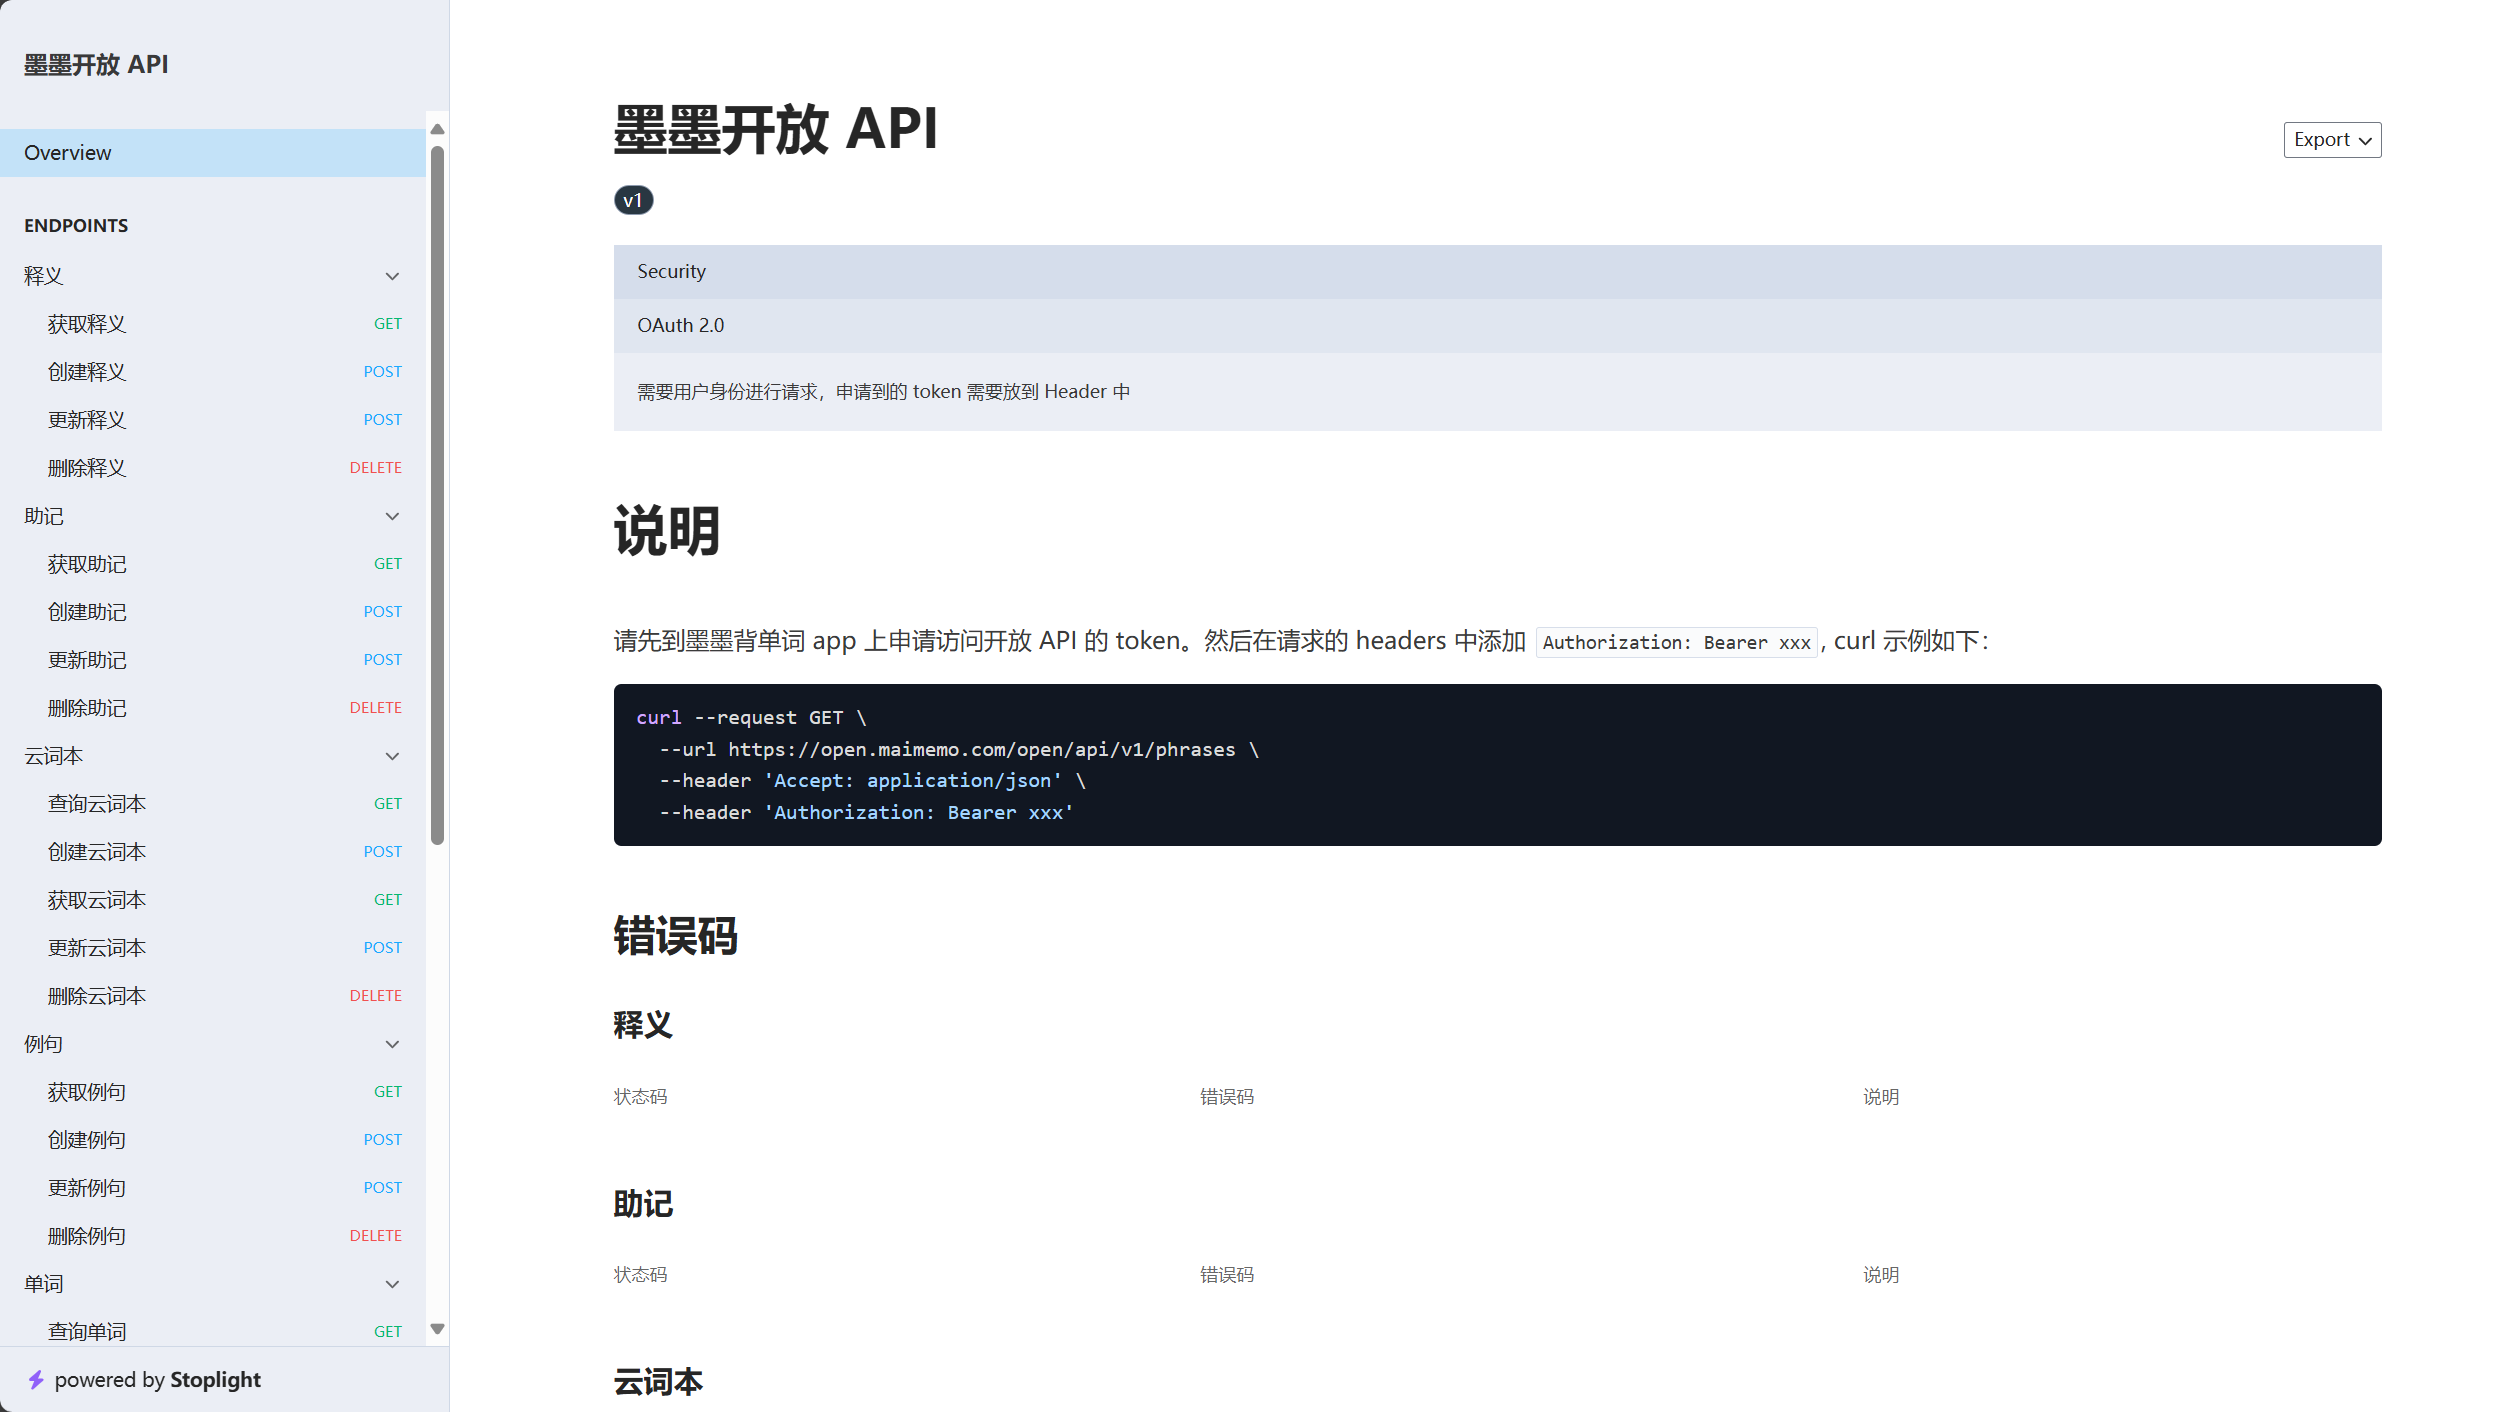 墨墨开放 API
Overview
ENDPOINTS
释义
获取释义 GET
创建释义 POST
更新释义 POST
删除释义 DELETE
助记
获取助记 GET
创建助记 POST
更新助记 POST
删除助记 DELETE
云词本
查询云词本 GET
创建云词本 POST
获取云词本 GET
更新云词本 POST
删除云词本 DELETE
例句
获取例句 GET
创建例句 POST
更新例句 POST
删除例句 DELETE
单词
查询单词 GET
powered by Stoplight
墨墨开放 API
Export
v1
Security
OAuth 2.0
需要用户身份进行请求，申请到的 token 需要放到 Header 中
说明
请先到墨墨背单词 app 上申请访问开放 API 的 token。然后在请求的 headers 中添加 Authorization: Bearer xxx, curl 示例如下：
curl --request GET \
--url https://open.maimemo.com/open/api/v1/phrases \
--header 'Accept: application/json' \
--header 'Authorization: Bearer xxx'
错误码
释义
状态码 错误码 说明
助记
状态码 错误码 说明
云词本